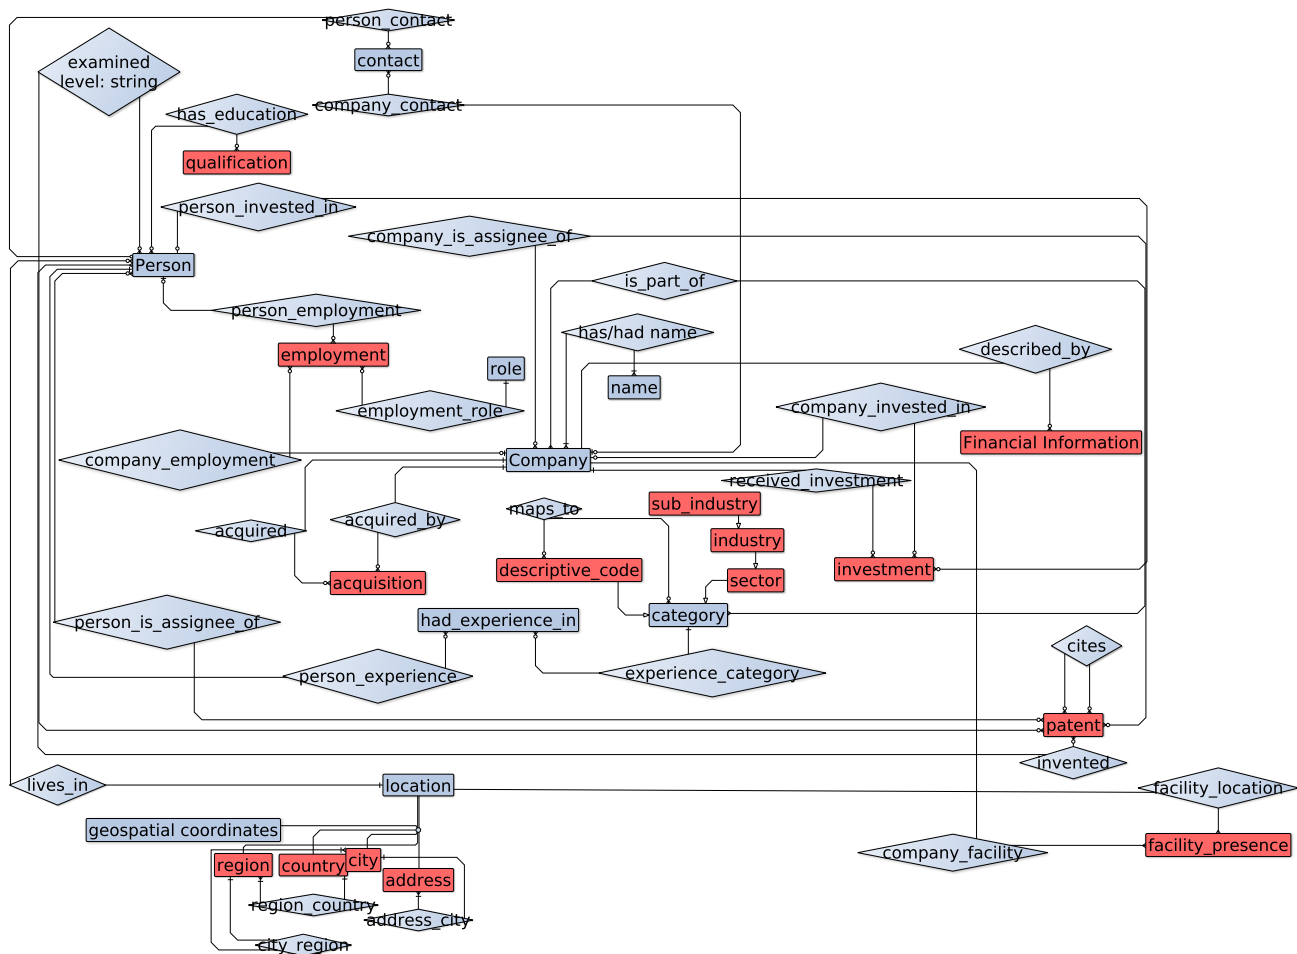 person_contact
contact
examined
level: string
company_contact
has_education
qualification
person_invested_in
company_is_assignee_of
Person
is_part_of
person_employment
has/had name
employment
described_by
role
name
company_invested_in
employment_role
Financial Information
company_employment
Company
received_investment
sub_industry
maps_to
acquired
acquired_by
industry
descriptive_code
investment
acquisition
sector
category
person_is_assignee_of
had_experience_in
cites
person_experience
experience_category
patent
invented
lives_in
location
facility_location
geospatial coordinates
facility_presence
company_facility
region
country
city
address
region_country
address_city
city_region